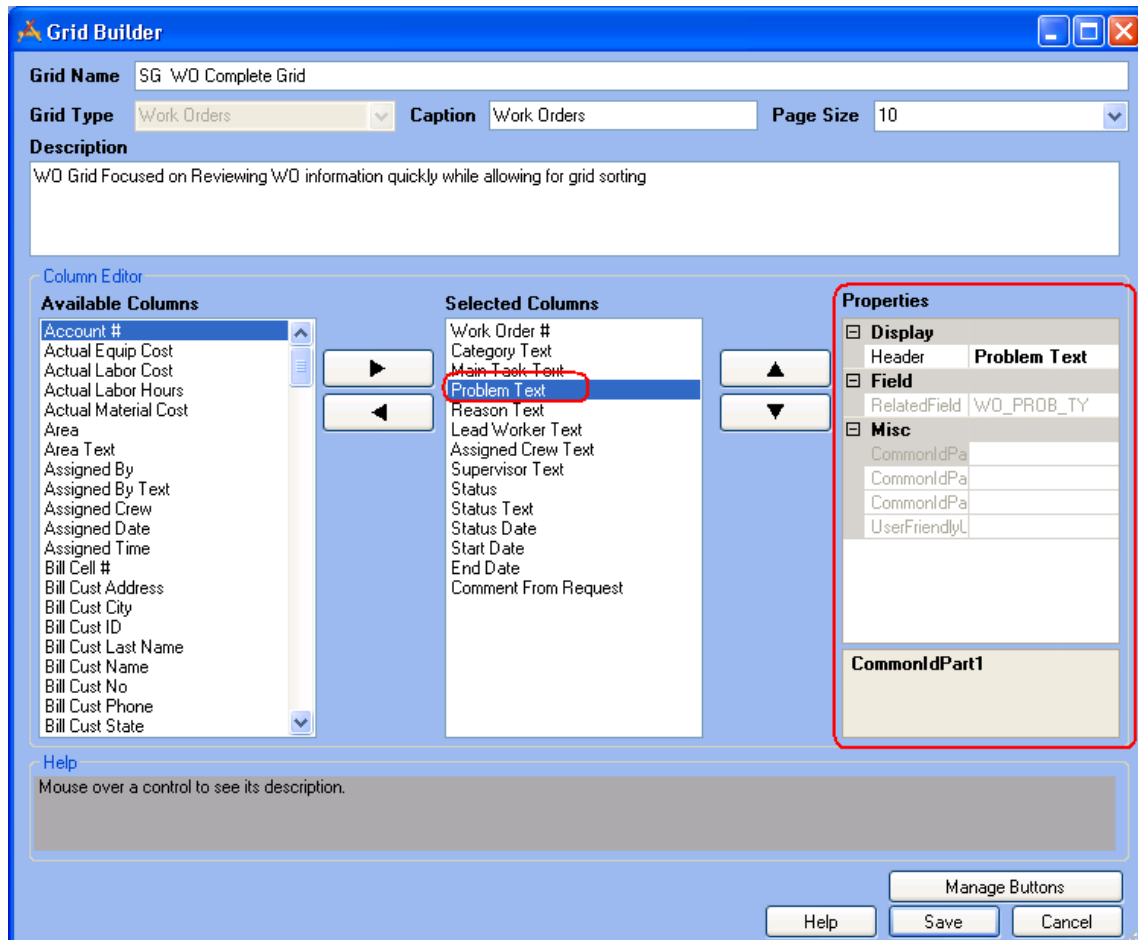 Grid Builder
Grid Name SG WO Complete Grid
Grid Type Work Orders Caption Work Orders Page Size 10
Description
WO Grid Focused on Reviewing WO information quickly while allowing for grid sorting
Column Editor
Available Columns
Account #
Actual Equip Cost
Actual Labor Cost
Actual Labor Hours
Actual Material Cost
Area
Area Text
Assigned By
Assigned By Text
Assigned Crew
Assigned Date
Assigned Time
Bill Cell #
Bill Cust Address
Bill Cust City
Bill Cust ID
Bill Cust Last Name
Bill Cust Name
Bill Cust No
Bill Cust Phone
Bill Cust State
Selected Columns
Work Order #
Category Text
Main Task Text
Problem Text
Reason Text
Lead Worker Text
Assigned Crew Text
Supervisor Text
Status
Status Text
Status Date
Start Date
End Date
Comment From Request
Properties
Display
Header Problem Text
Field
RelatedField WO_PROB_TY
Misc
CommonIdPa
CommonIdPa
CommonIdPa
UserFriendlyL
CommonIdPart1
Help
Mouse over a control to see its description.
Manage Buttons
Help Save Cancel